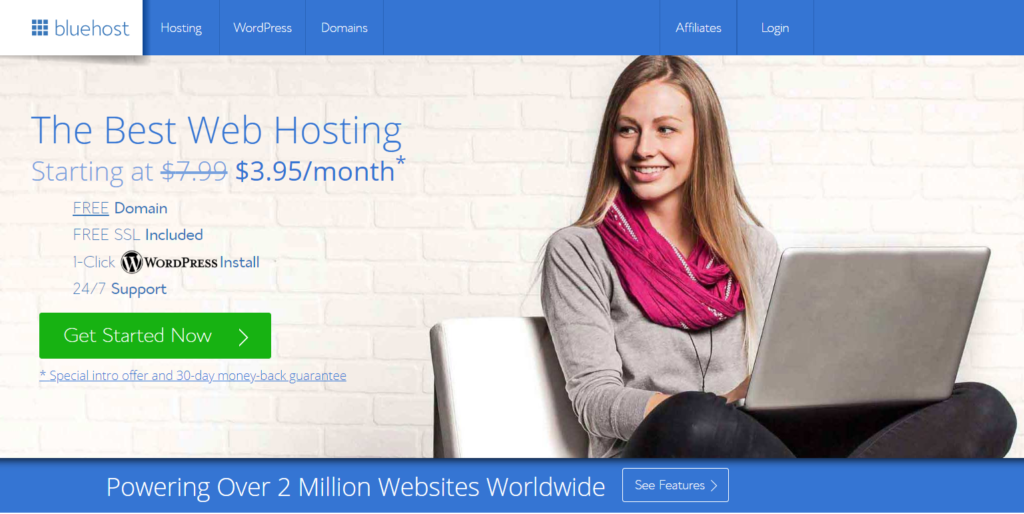 bluehost
Hosting
WordPress
Domains
Affiliates
Login
The Best Web Hosting
Starting at $7.99 $3.95/month*
FREE Domain
FREE SSL Included
1-Click WORDPRESS Install
24/7 Support
Get Started Now
* Special intro offer and 30-day money-back guarantee
Powering Over 2 Million Websites Worldwide
See Features